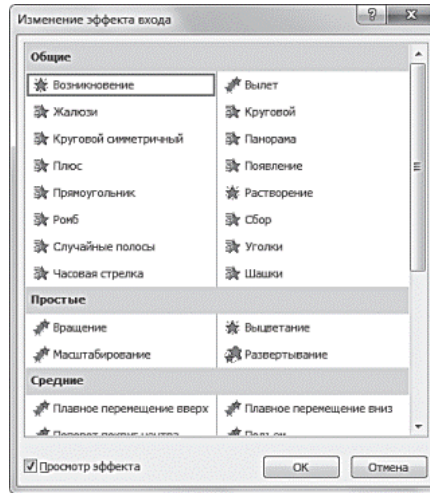 Изменение эффекта входа
Общие
Возникновение Вылет
Жалюзи Круговой
Круговой симметричный Панорама
Плюс Появление
Прямоугольник Растворение
Ромб Сбор
Случайные полосы Уголки
Часовая стрелка Шашки
Простые
Вращение Выцветание
Масштабирование Развертывание
Средние
Плавное перемещение вверх Плавное перемещение вниз
Просмотр эффекта OK Отмена